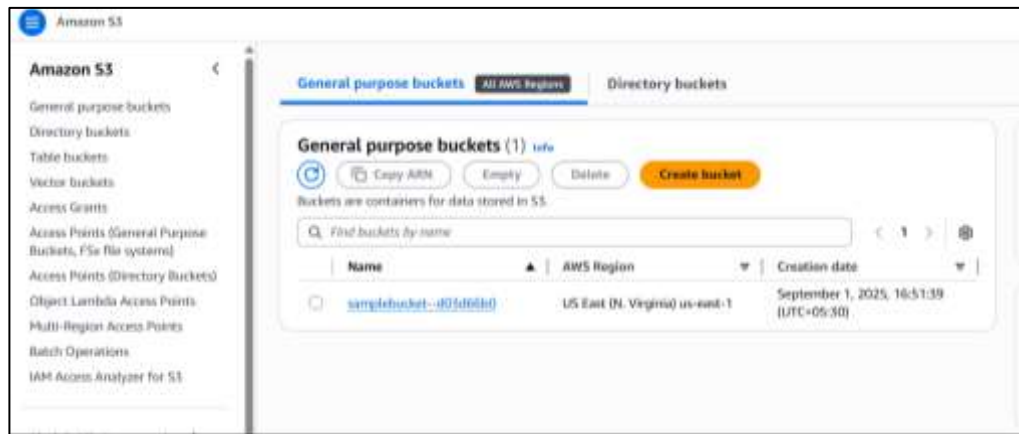 Amazon S3
Amazon S3
General purpose buckets
Directory buckets
Table buckets
Vector buckets
Access Grants
Access Points (General Purpose
Buckets, FSx file systems)
Access Points (Directory Buckets)
Object Lambda Access Points
Multi-Region Access Points
Batch Operations
IAM Access Analyzer for S3
General purpose buckets All AWS Regions Directory buckets
General purpose buckets (1) Info
Copy ARN Empty Delete Create bucket
Buckets are containers for data stored in S3.
Find buckets by name
1
Name AWS Region Creation date
US East (N. Virginia) us-east-1
September 1, 2025, 16:51:39
(UTC+05:30)